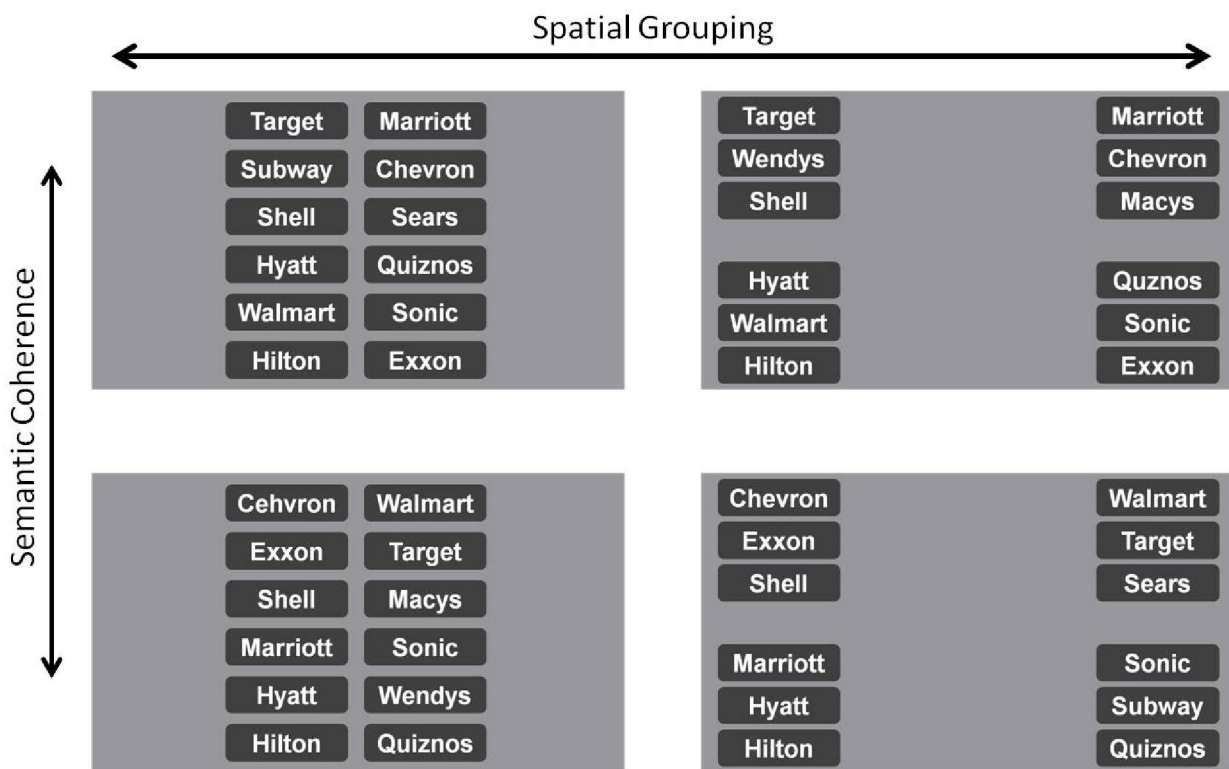 Spatial Grouping
Semantic Coherence
Target Marriott
Subway Chevron
Shell Sears
Hyatt Quiznos
Walmart Sonic
Hilton Exxon
Target Marriott
Wendys Chevron
Shell Macys
Hyatt Quznos
Walmart Sonic
Hilton Exxon
Cehvron Walmart
Exxon Target
Shell Macys
Marriott Sonic
Hyatt Wendys
Hilton Quiznos
Chevron Walmart
Exxon Target
Shell Sears
Marriott Sonic
Hyatt Subway
Hilton Quiznos